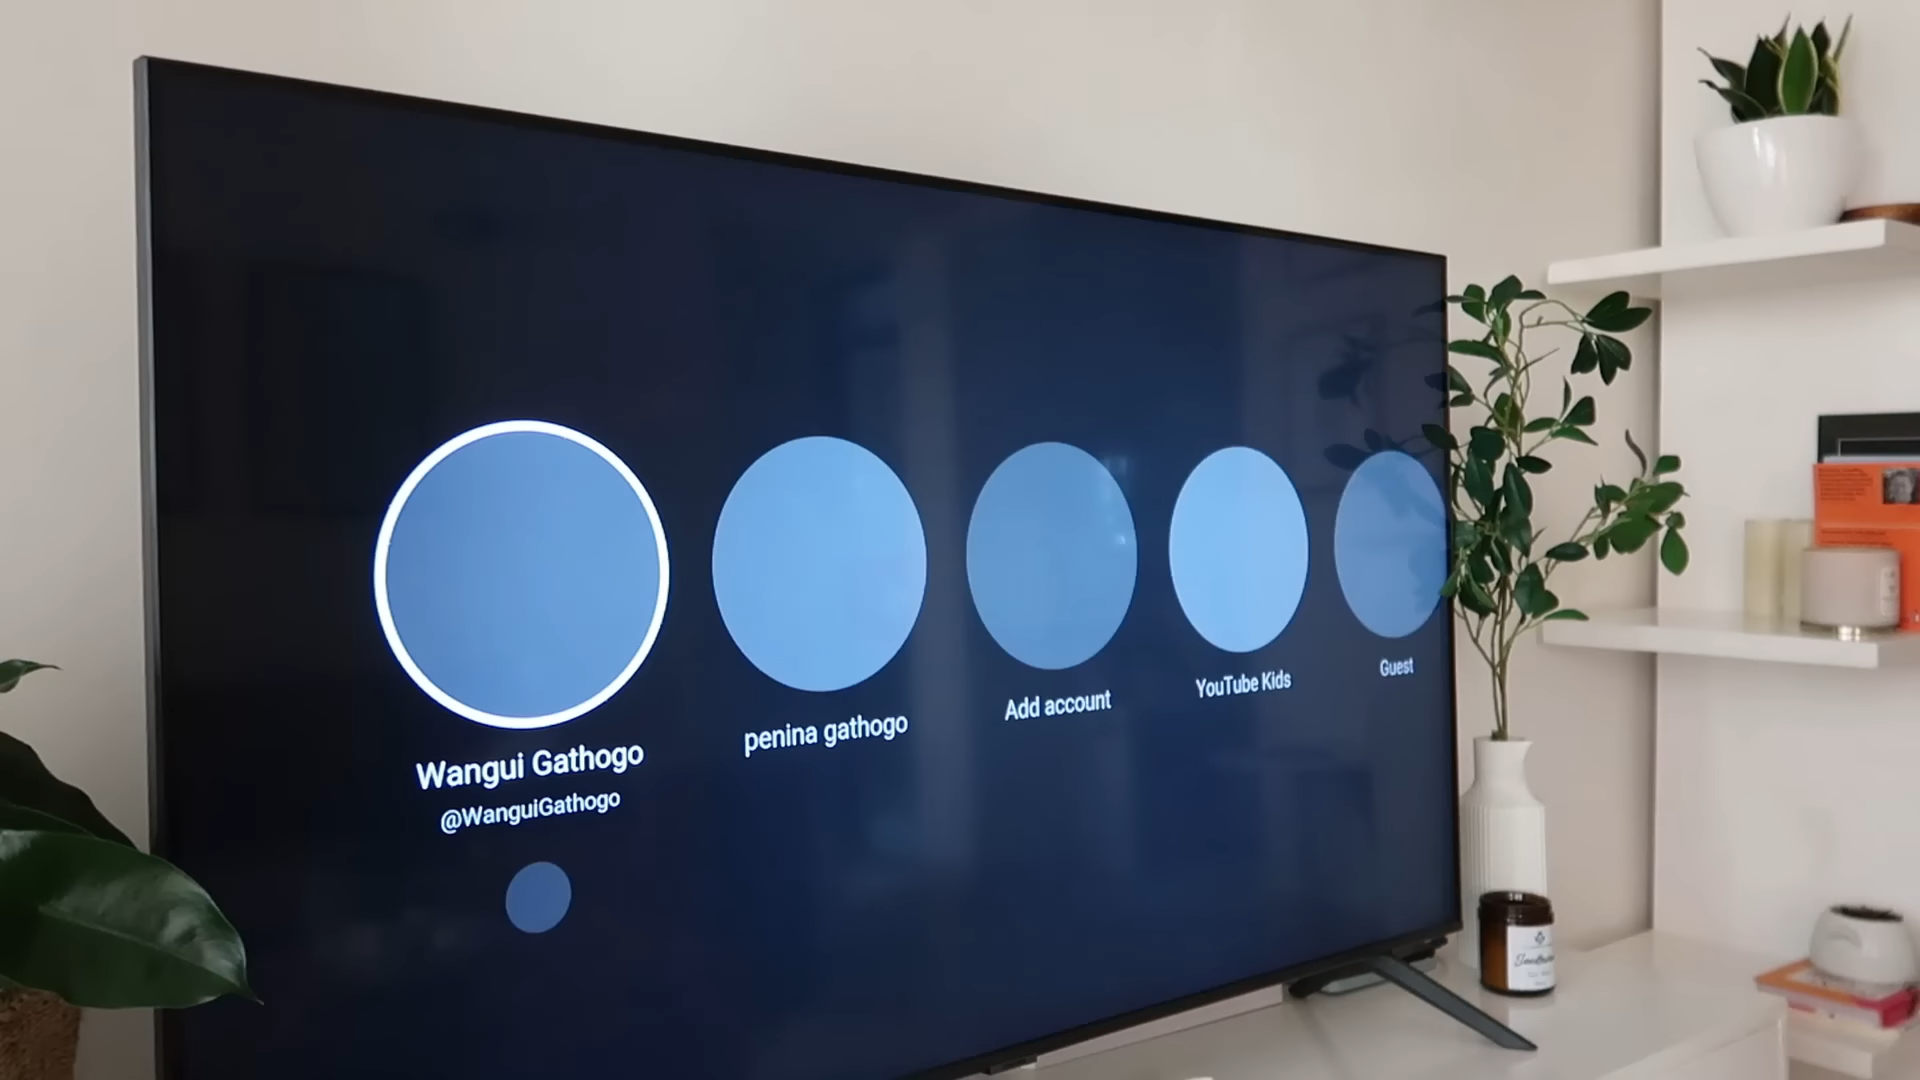 Wangui Gathogo
@WanguiGathogo
penina gathogo
Add account
YouTube Kids
Guest